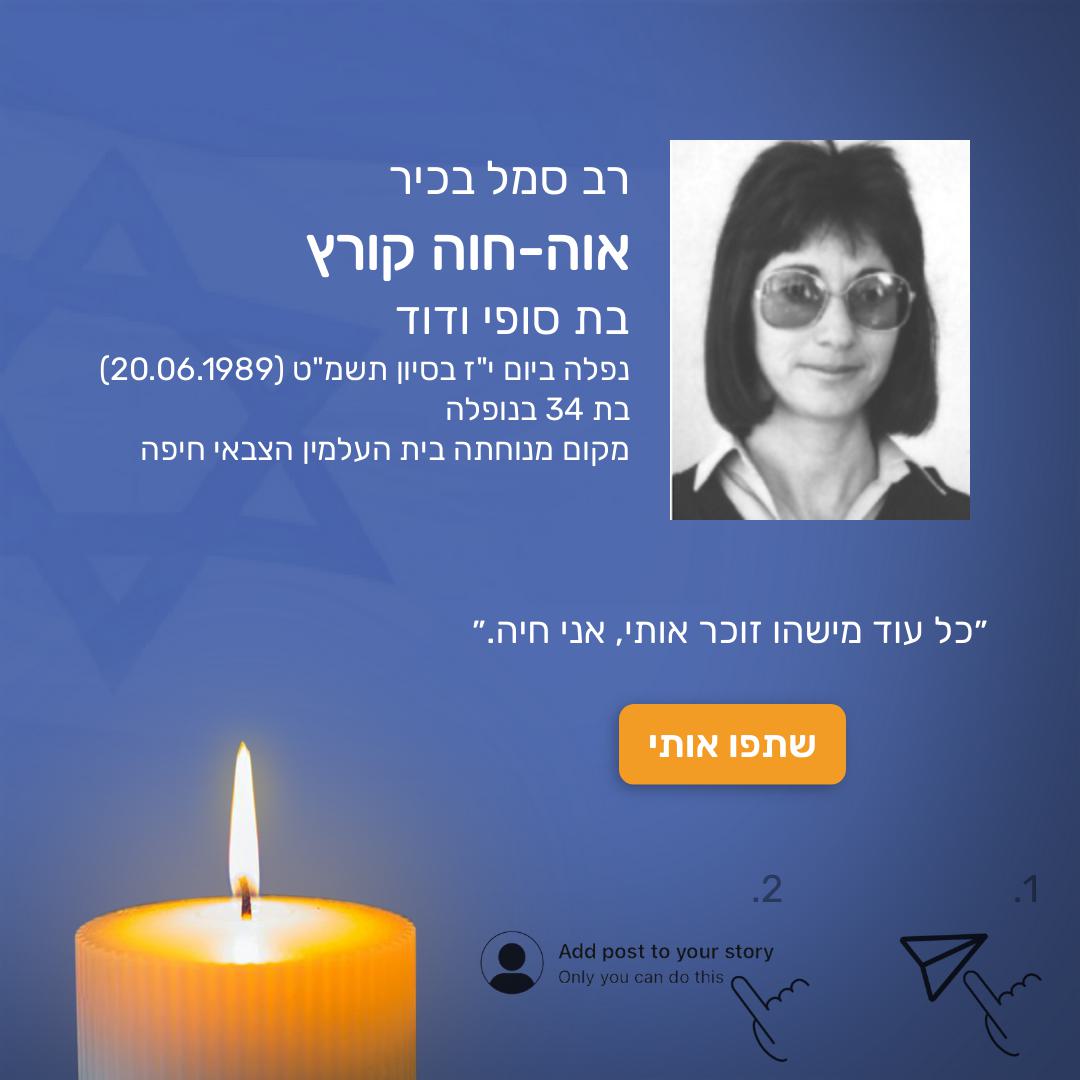 רב סמל בכיר
אוה-חוה קורץ
בת סופי ודוד
נפלה ביום י"ז בסיון תשמ"ט (20.06.1989)
בת 34 בנופלה
מקום מנוחתה בית העלמין הצבאי חיפה
״כל עוד מישהו זוכר אותי, אני חיה.״
שתפו אותי
.1
.2
Add post to your story
Only you can do this